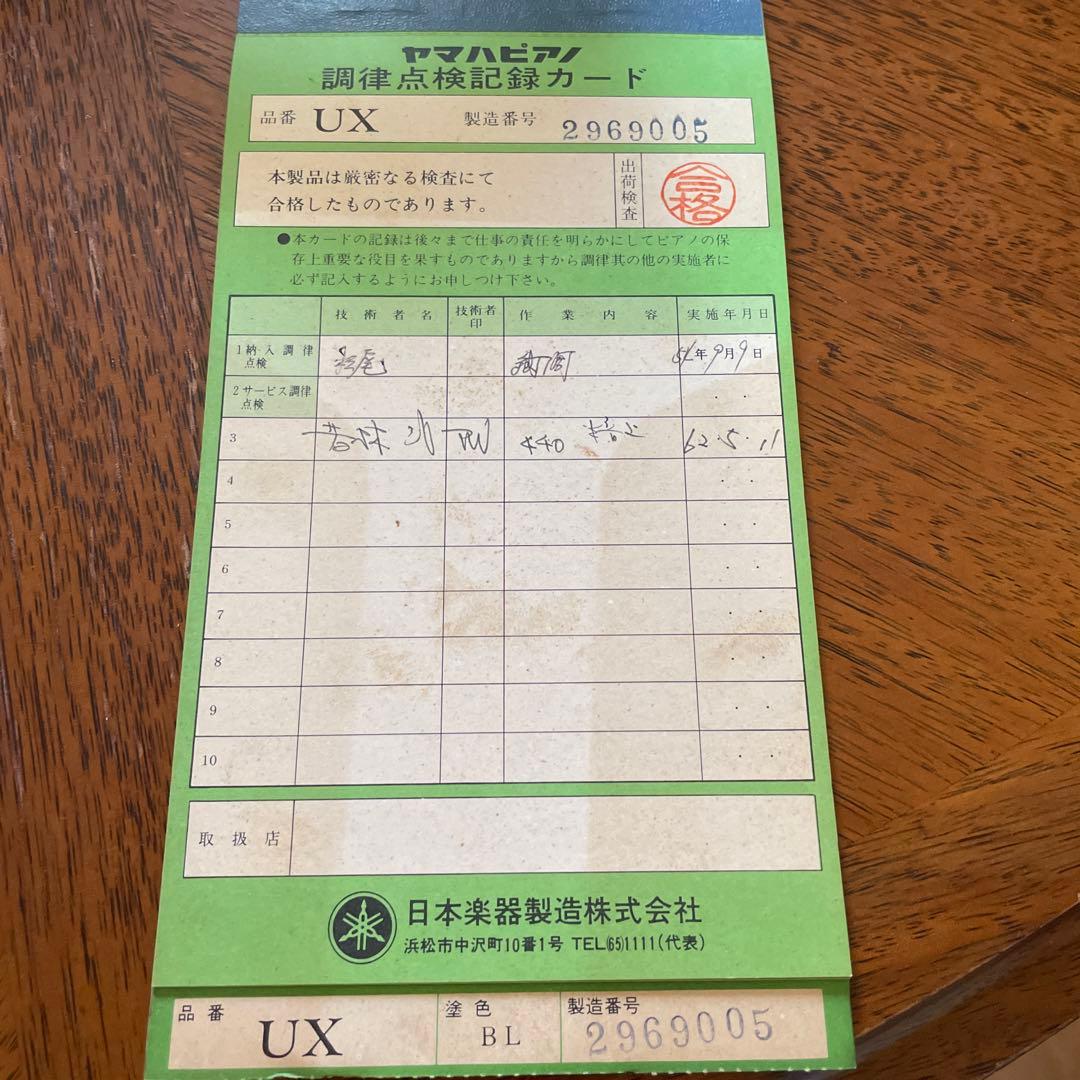 ヤマハピアノ
調律点検記録カード
品番 UX 製造番号 2969005
本製品は厳密なる検査にて
合格したものであります。
出荷検査
合格
●本カードの記録は後々まで仕事の責任を明らかにしてピアノの保
存上重要な役目を果すものでありますから調律其の他の実施者に
必ず記入するようにお申しつけ下さい。
技術者名 技術者印 作業内容 実施年月日
1 納入調律点検 松尾 年9月9日
2 サービス調律点検
3 440 62.5.11
4
5
6
7
8
9
10
取扱店
日本楽器製造株式会社
浜松市中沢町10番1号 TEL(65)1111(代表)
品番 UX 塗色 BL 製造番号 2969005